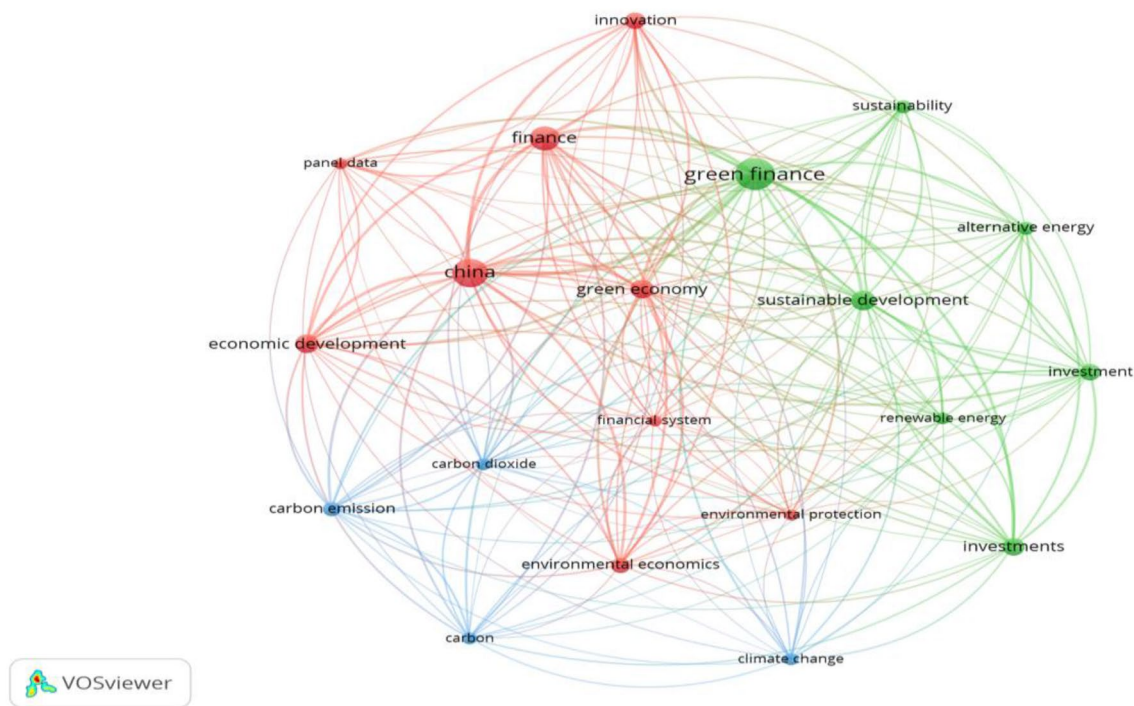 innovation
sustainability
finance
panel data
green finance
alternative energy
china
green economy
sustainable development
economic development
investment
financial system
renewable energy
carbon dioxide
carbon emission
environmental protection
investments
environmental economics
carbon
climate change
VOSviewer